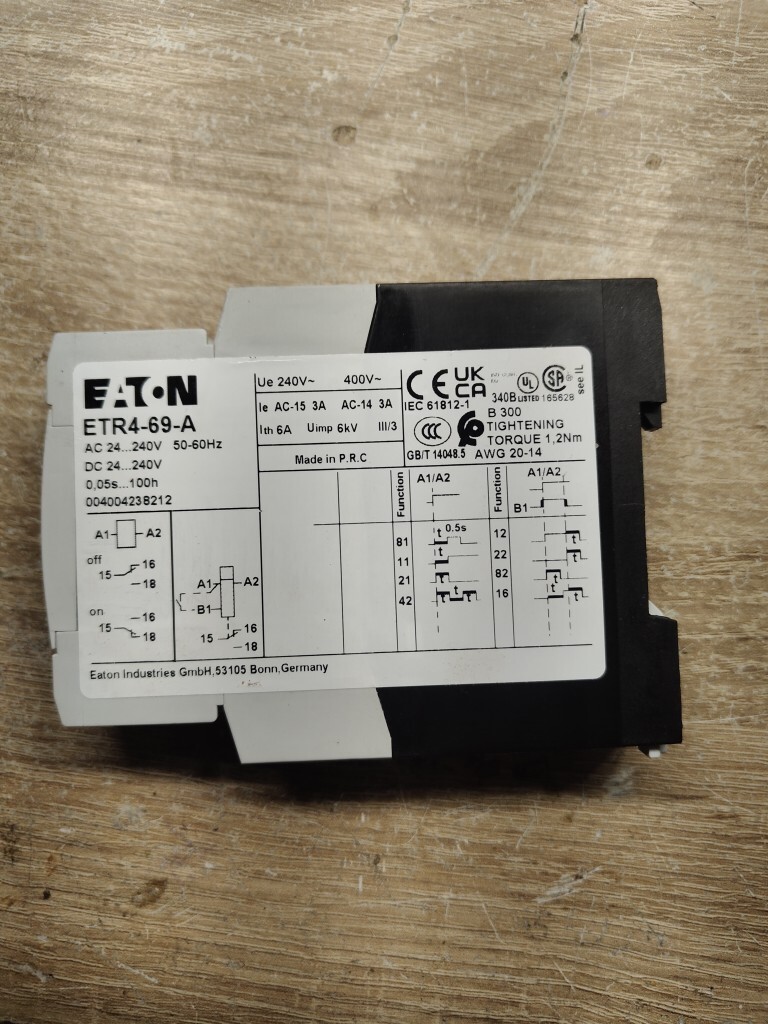 EATON
ETR4-69-A
AC 24...240V 50-60Hz
DC 24...240V
0,05s...100h
004004238212
Ue 240V~ 400V~
Ie AC-15 3A AC-14 3A
Ith 6A Uimp 6kV III/3
Made in P.R.C
CE UK CA
IEC 61812-1
340B UL LISTED 165628
see IL
CCC
GB/T 14048.5
B 300
TIGHTENING
TORQUE 1,2Nm
AWG 20-14
A1 A2
off
15 16
18
on
15 16
18
A1 A2
B1
15 16
18
Function
A1/A2
81 t 0.5s
11 t
21 t
42 t t t
Function
A1/A2
B1
12 t
22 t
82 t
16 t t
Eaton Industries GmbH,53105 Bonn,Germany